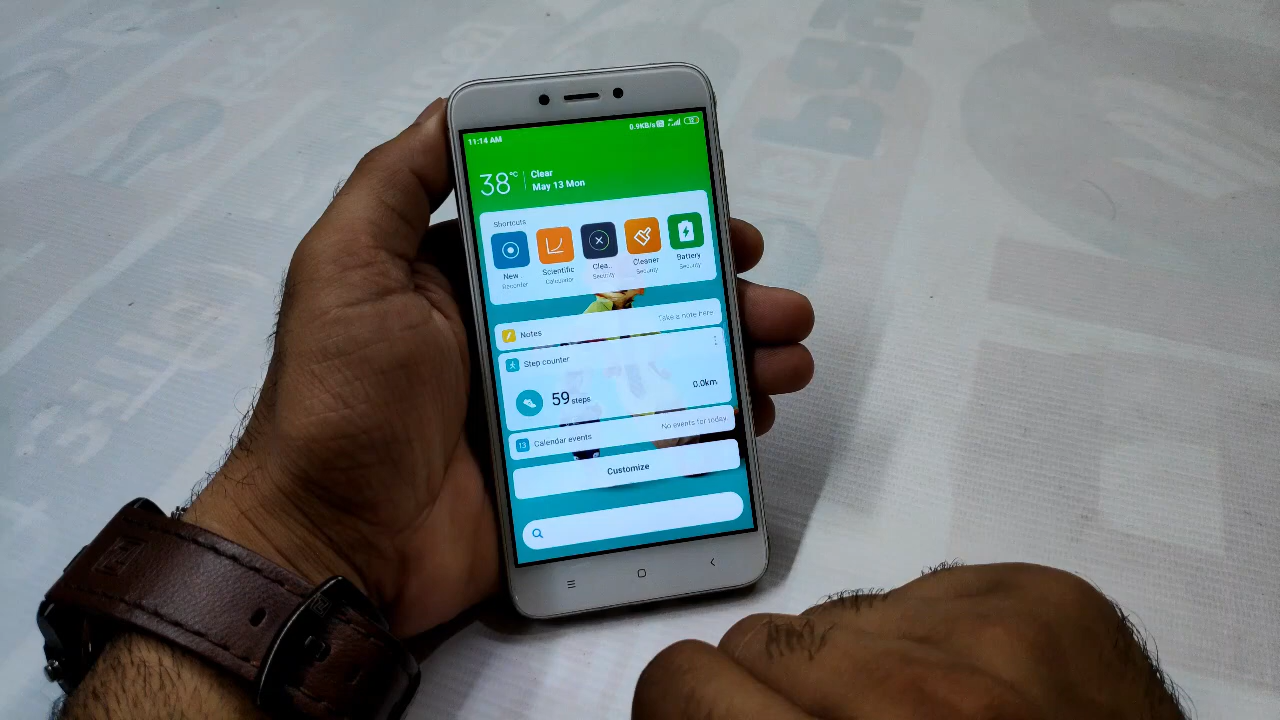 11:14 AM
0.9KB/s
38°C
Clear
May 13 Mon
Shortcuts
New
Recorder
Scientific
Calculator
Clea..
Security
Cleaner
Security
Battery
Security
Notes
Take a note here
Step counter
59 steps
0.0km
13
Calendar events
No events for today
Customize